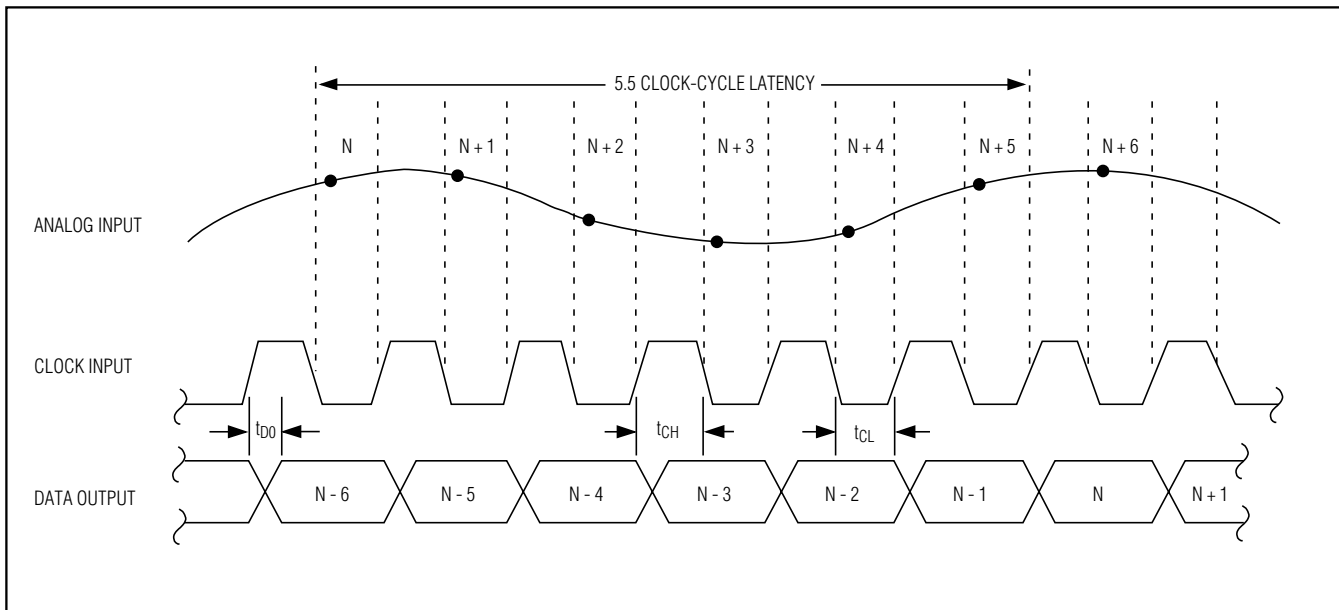 5.5 CLOCK-CYCLE LATENCY
N N + 1 N + 2 N + 3 N + 4 N + 5 N + 6
ANALOG INPUT
CLOCK INPUT
tD0 tCH tCL
DATA OUTPUT N - 6 N - 5 N - 4 N - 3 N - 2 N - 1 N N + 1